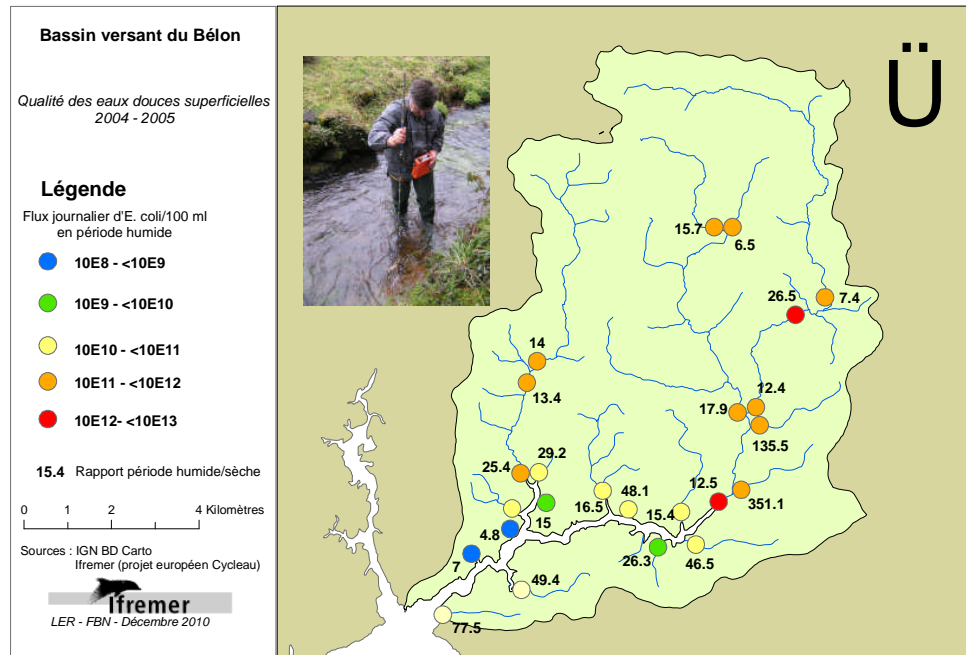 Bassin versant du Bélon
Qualité des eaux douces superficielles
2004 - 2005
Légende
Flux journalier d'E. coli/100 ml
en période humide
10E8 - <10E9
10E9 - <10E10
10E10 - <10E11
10E11 - <10E12
10E12- <10E13
15.4 Rapport période humide/sèche
0 1 2 4 Kilomètres
Sources : IGN BD Carto
Ifremer (projet européen Cycleau)
Ifremer
LER - FBN - Décembre 2010
Ü
15.7
6.5
26.5
7.4
14
13.4
12.4
17.9
135.5
29.2
25.4
12.5
351.1
48.1
16.5
15.4
15
4.8
26.3
46.5
7
49.4
77.5